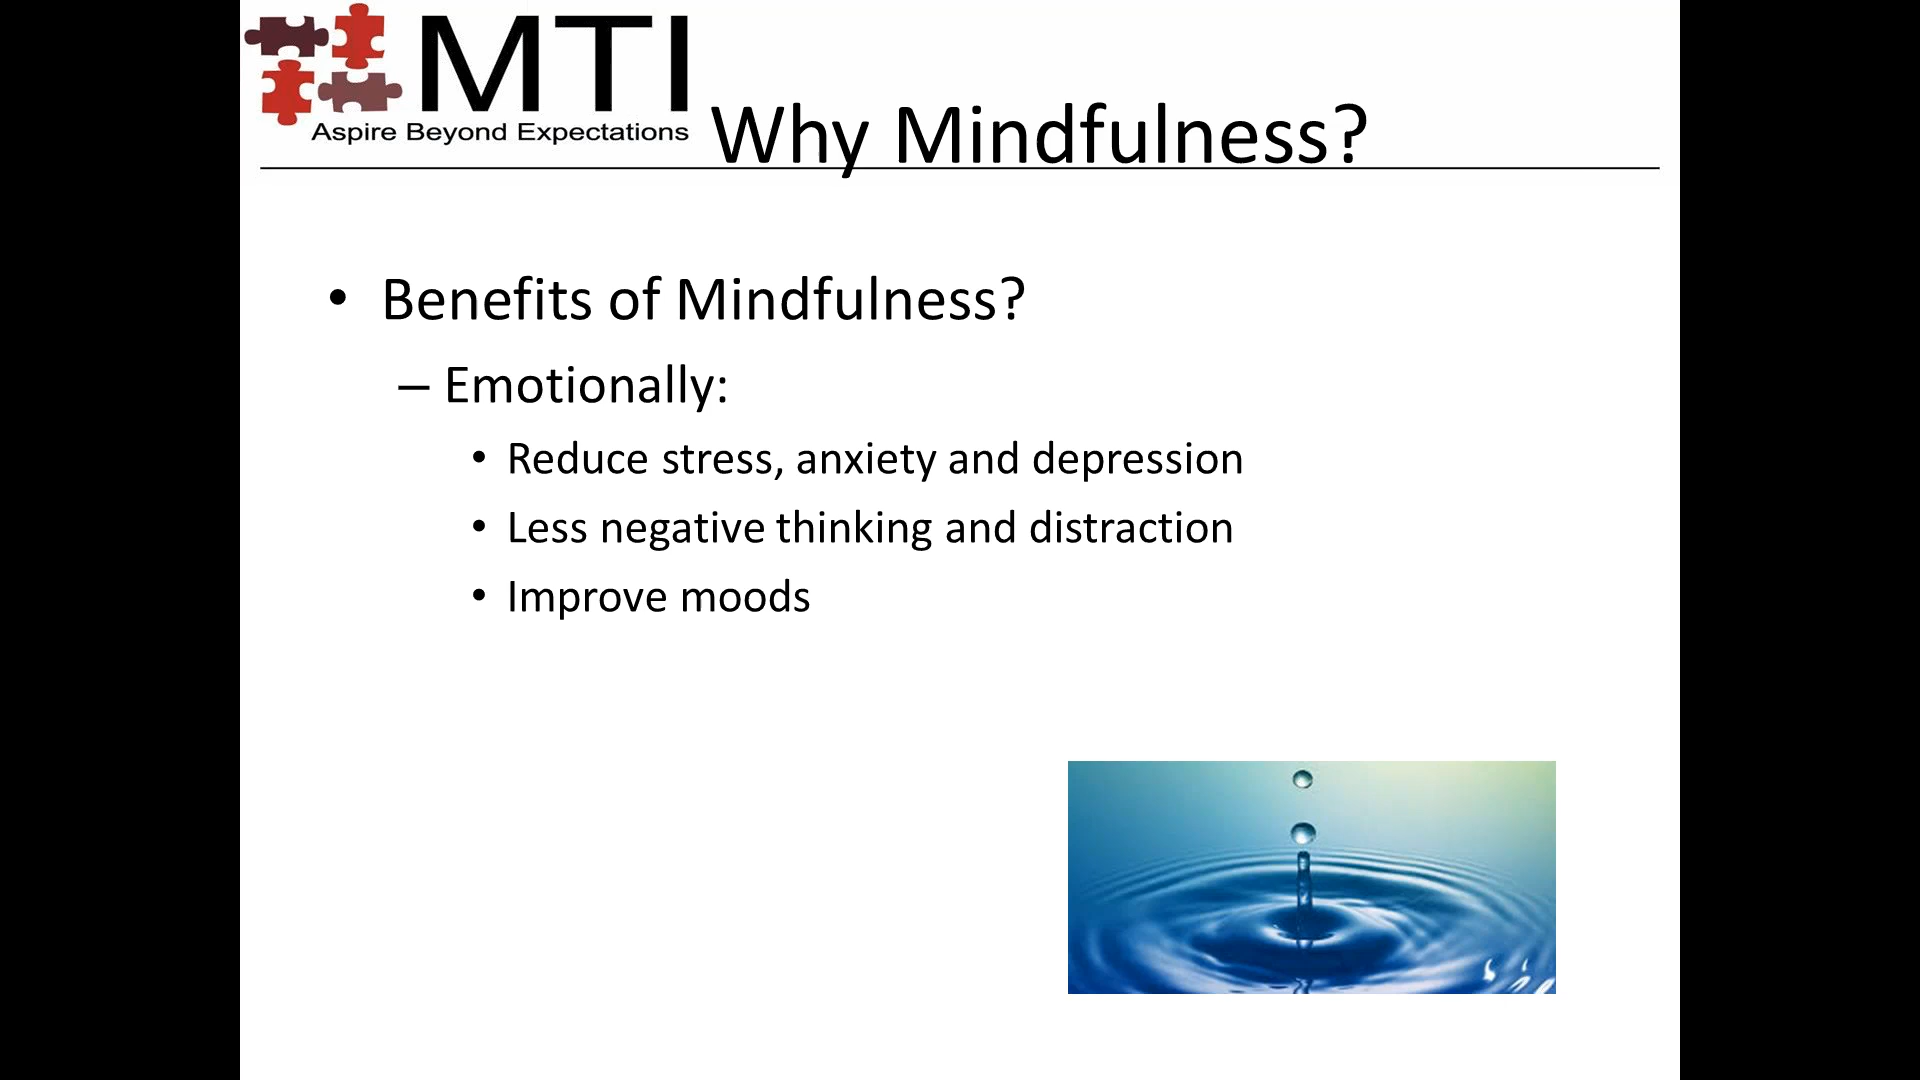 MTI
Aspire Beyond Expectations
Why Mindfulness?
• Benefits of Mindfulness?
– Emotionally:
• Reduce stress, anxiety and depression
• Less negative thinking and distraction
• Improve moods